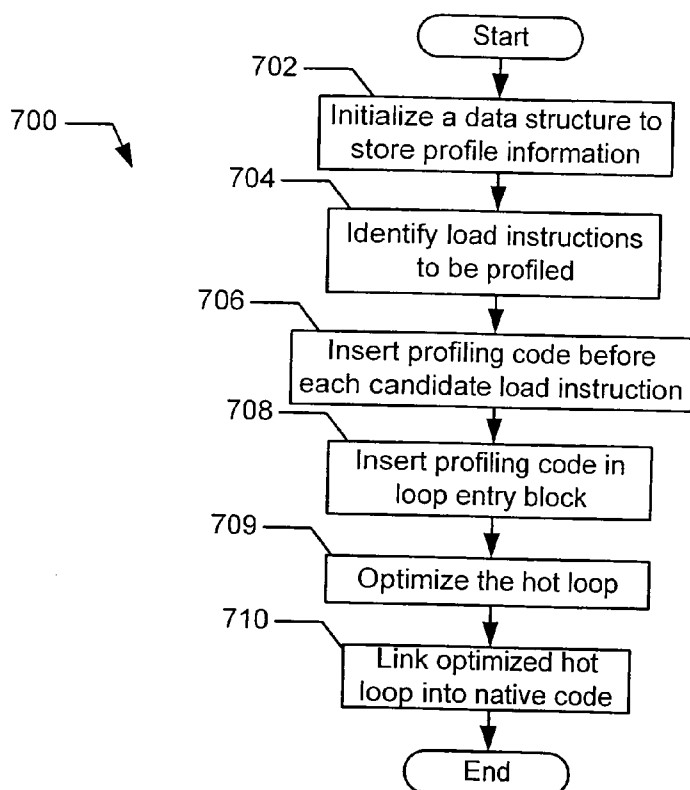 Start
702
700
Initialize a data structure to
store profile information
704
Identify load instructions
to be profiled
706
Insert profiling code before
each candidate load instruction
708
Insert profiling code in
loop entry block
709
Optimize the hot loop
710
Link optimized hot
loop into native code
End